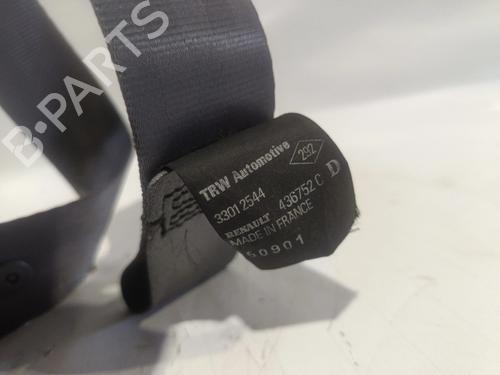 B-PARTS
TRW Automotive 292
33012544
RENAULT 436752 C D
MADE IN FRANCE
50901